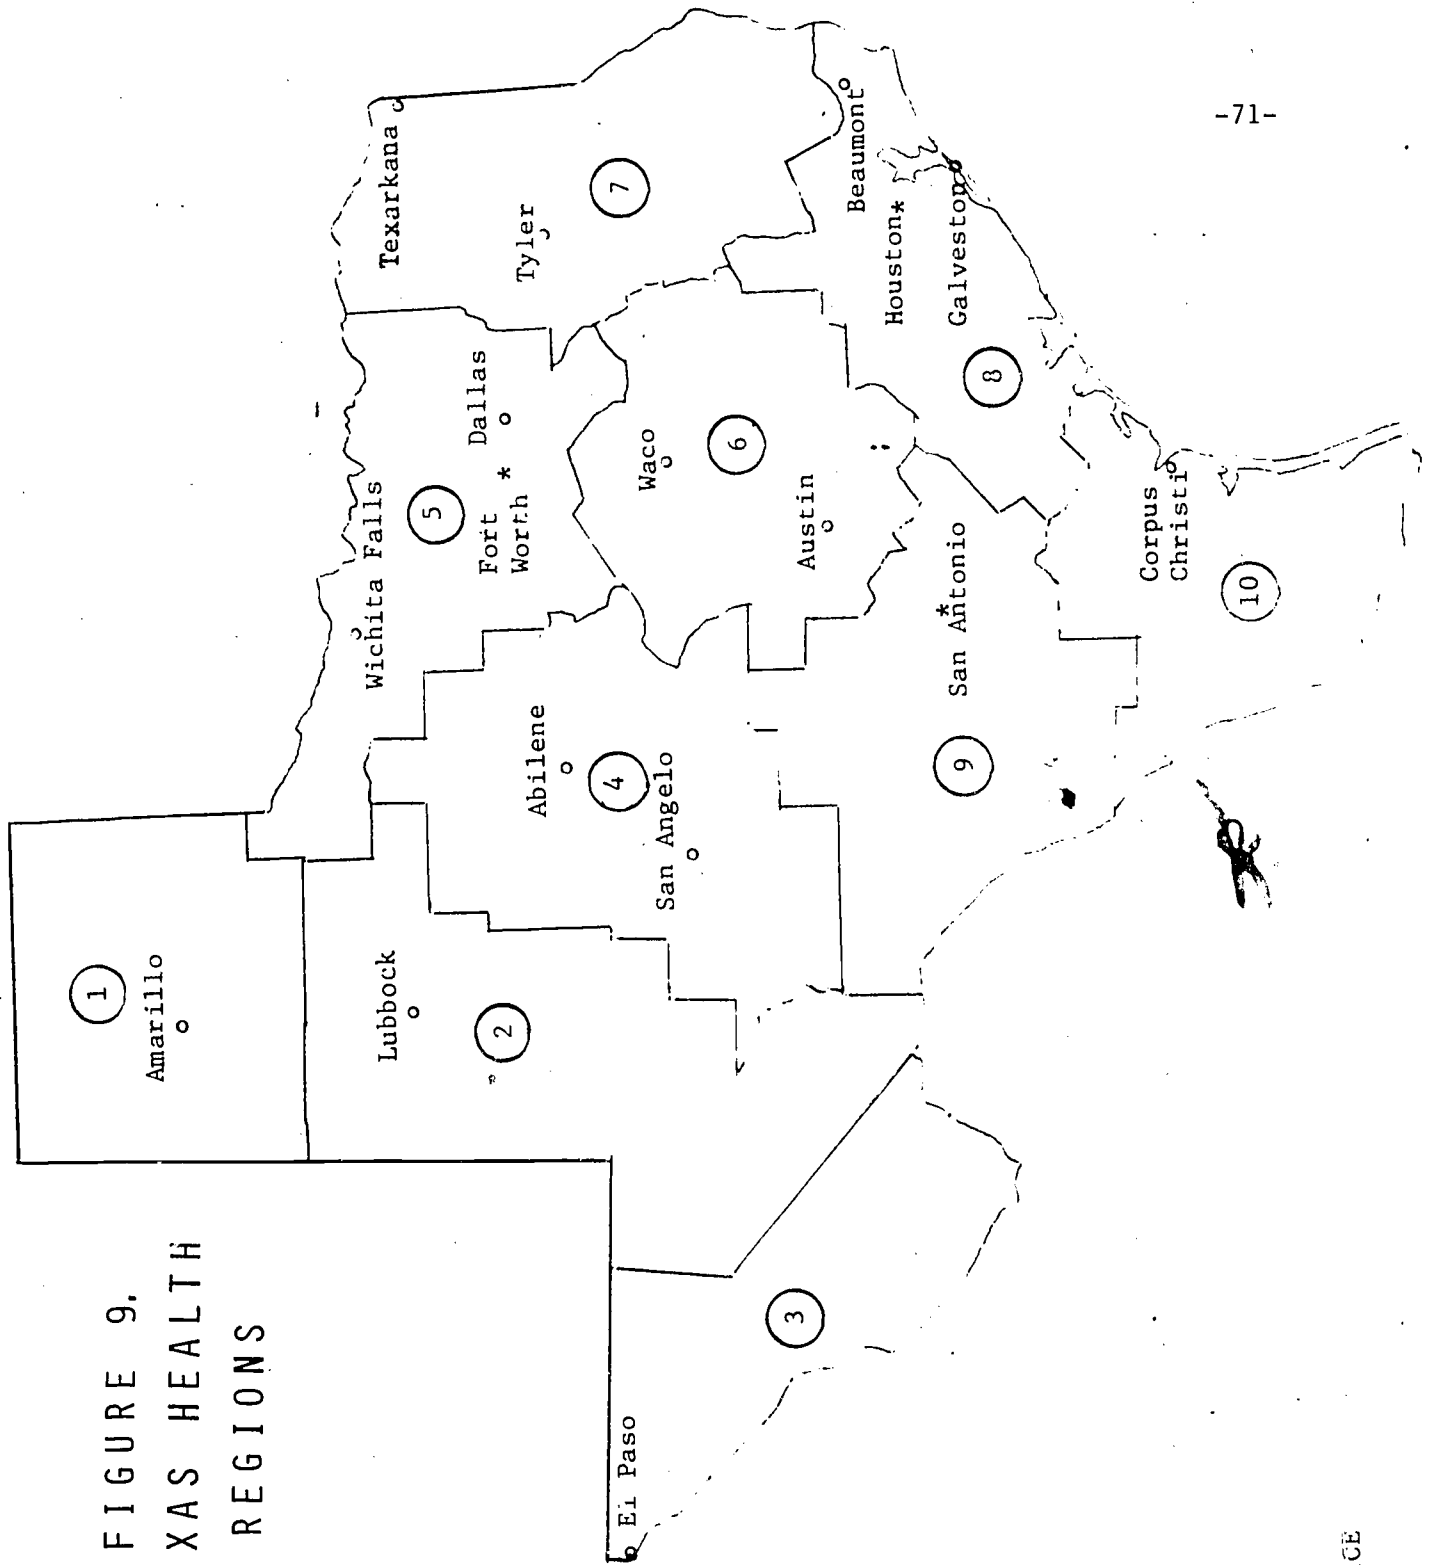 -71-
FIGURE 9.
XAS HEALTH
REGIONS
1
Amarillo
Lubbock
2
Wichita Falls
5
Fort
Worth *
Dallas
Texarkana
Tyler
7
Abilene
4
San Angelo
Waco
6
Austin
El Paso
3
Beaumont
Houston*
Galveston
8
San Antonio
*
9
Corpus
Christi
10
CE